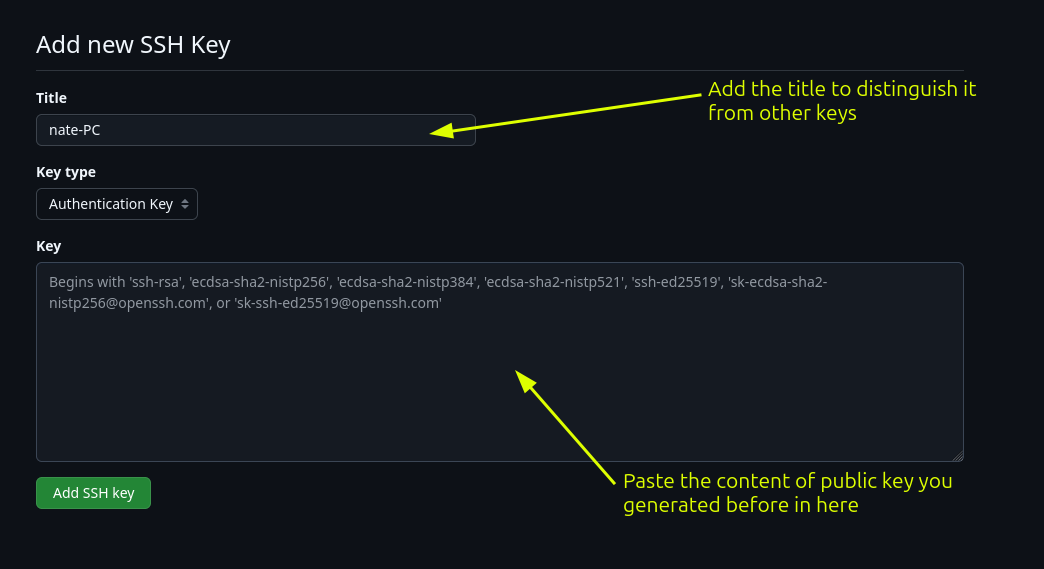 Add new SSH Key
Title
Add the title to distinguish it
from other keys
nate-PC
Key type
Authentication Key
Key
Begins with 'ssh-rsa', 'ecdsa-sha2-nistp256', 'ecdsa-sha2-nistp384', 'ecdsa-sha2-nistp521', 'ssh-ed25519', 'sk-ecdsa-sha2-
nistp256@openssh.com', or 'sk-ssh-ed25519@openssh.com'
Paste the content of public key you
generated before in here
Add SSH key